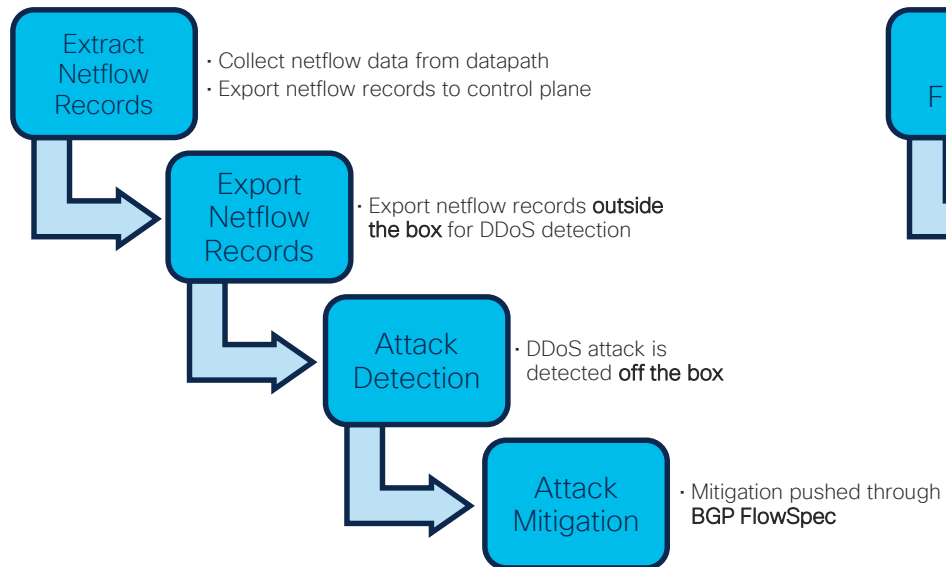 Extract
Netflow
Records
· Collect netflow data from datapath
· Export netflow records to control plane
F
Export
Netflow
Records
· Export netflow records outside
the box for DDoS detection
Attack
Detection
· DDoS attack is
detected off the box
Attack
Mitigation
· Mitigation pushed through
BGP FlowSpec